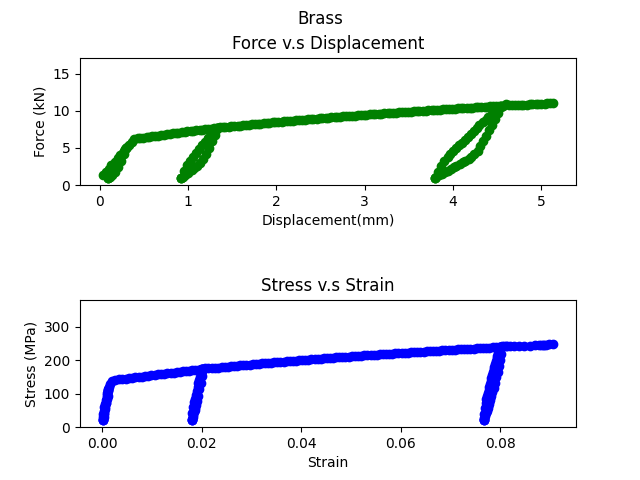 Brass
Force v.s Displacement
15
10
5
0
Force (kN)
0 1 2 3 4 5
Displacement(mm)
Stress v.s Strain
300
200
100
0
Stress (MPa)
0.00 0.02 0.04 0.06 0.08
Strain